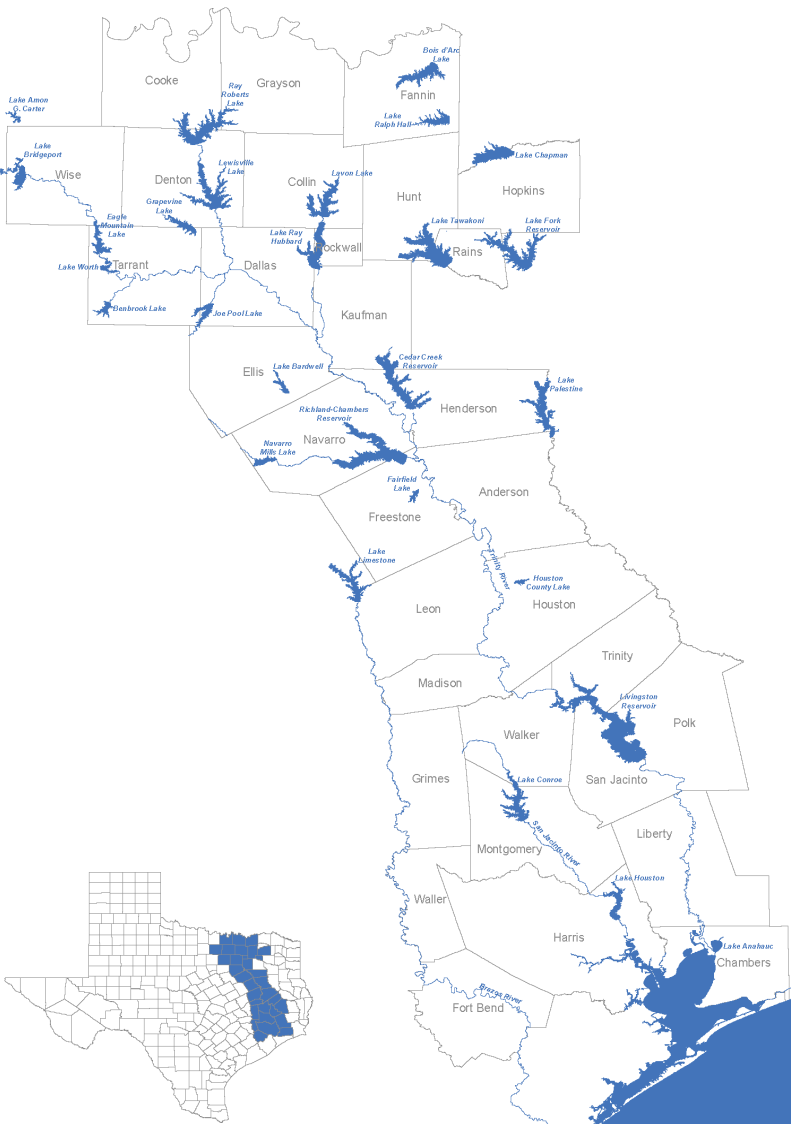 Bois d'Arc
Lake
Cooke
Grayson
Fannin
Ray
Roberts
Lake
Lake Amon
G. Carter
Lake
Ralph Hall
Lake
Bridgeport
Wise
Denton
Lewisville
Lake
Collin
Lavon Lake
Lake Chapman
Hopkins
Hunt
Grapevine
Lake
Eagle
Mountain
Lake
Lake Ray
Hubbard
Rockwall
Lake Tawakoni
Lake Fork
Reservoir
Rains
Lake Worth
Tarrant
Dallas
Benbrook Lake
Joe Pool Lake
Kaufman
Ellis
Lake Bardwell
Cedar Creek
Reservoir
Lake
Palestine
Henderson
Richland-Chambers
Reservoir
Navarro
Navarro
Mills Lake
Fairfield
Lake
Anderson
Freestone
Lake
Limestone
Trinity River
Houston
County Lake
Houston
Leon
Trinity
Madison
Livingston
Reservoir
Polk
Walker
Grimes
Lake Conroe
San Jacinto
San Jacinto River
Liberty
Montgomery
Lake Houston
Waller
Harris
Lake Anahauc
Chambers
Brazos River
Fort Bend